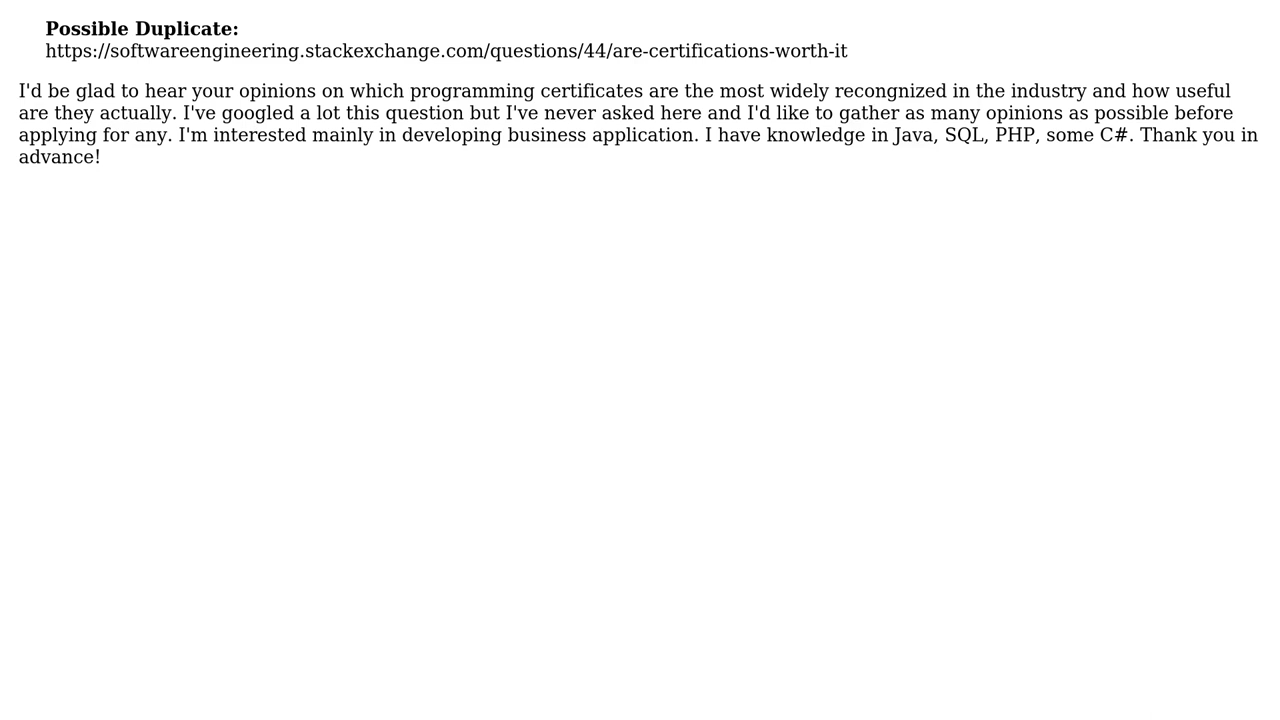 Possible Duplicate:
https://softwareengineering.stackexchange.com/questions/44/are-certifications-worth-it
I'd be glad to hear your opinions on which programming certificates are the most widely recongnized in the industry and how useful
are they actually. I've googled a lot this question but I've never asked here and I'd like to gather as many opinions as possible before
applying for any. I'm interested mainly in developing business application. I have knowledge in Java, SQL, PHP, some C#. Thank you in
advance!